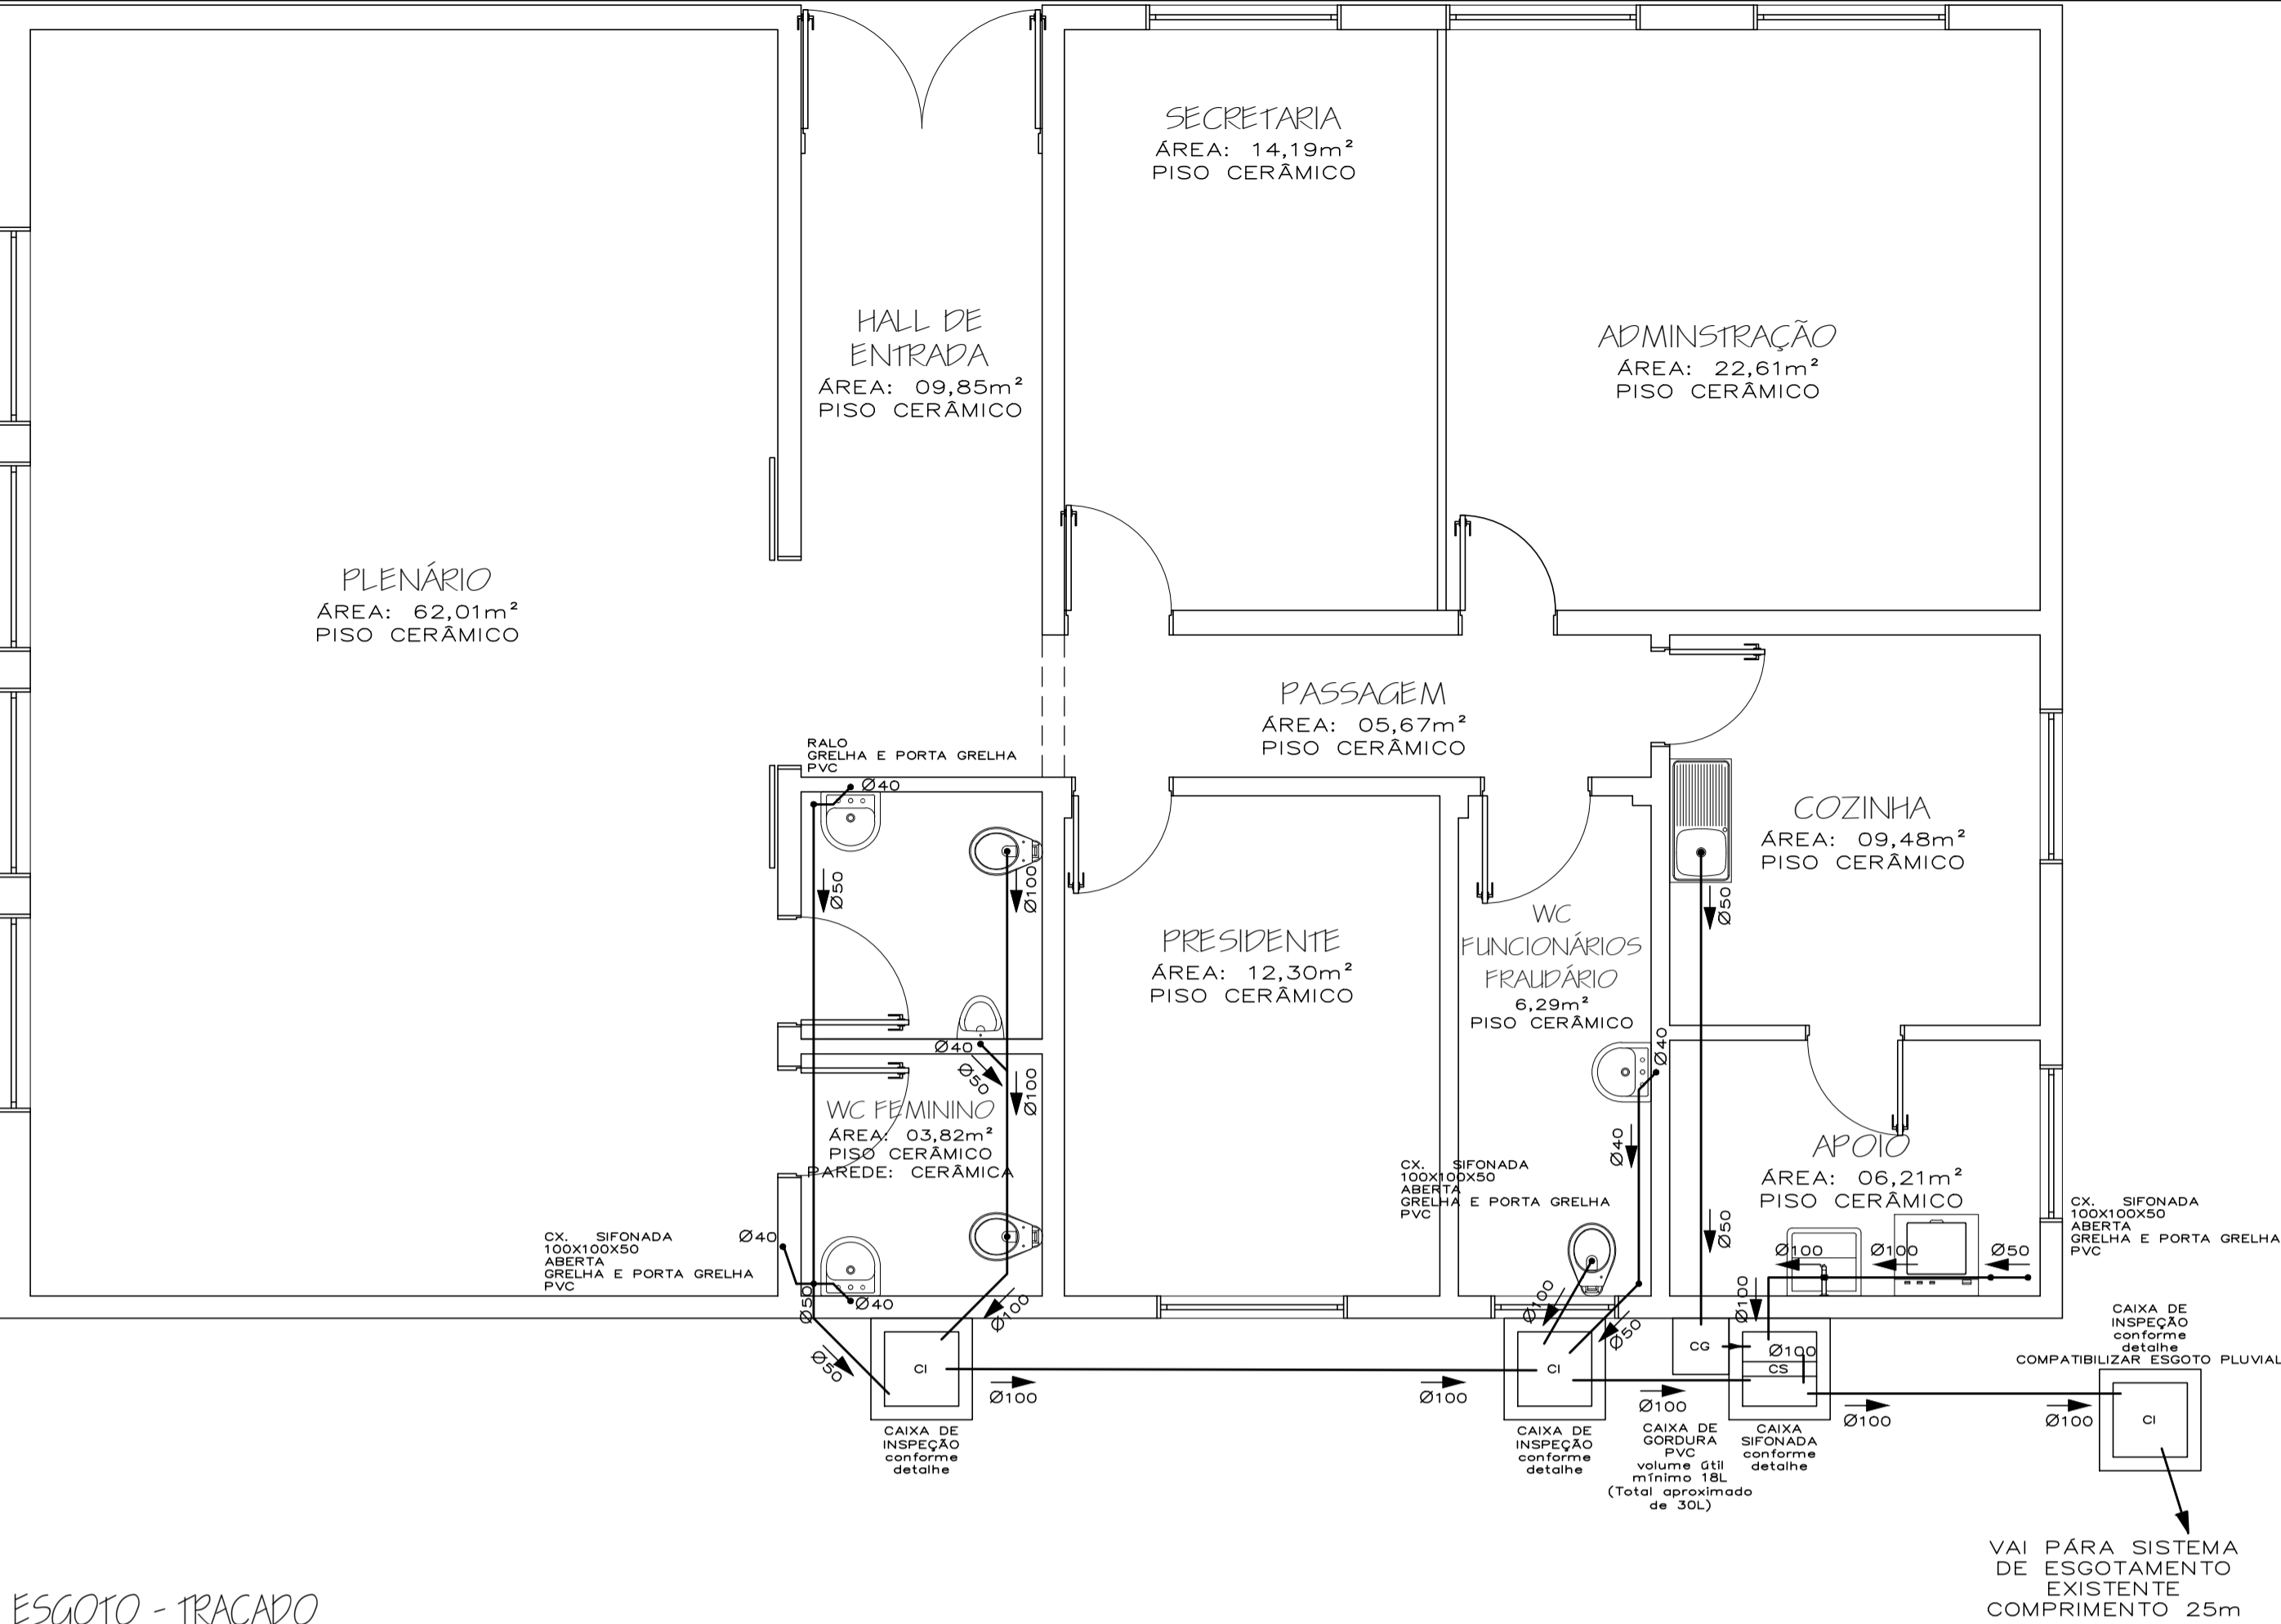 SECRETARIA
ÁREA: 14,19m²
PISO CERÂMICO
HALL DE
ENTRADA
ÁREA: 09,85m²
PISO CERÂMICO
ADMINSTRAÇÃO
ÁREA: 22,61m²
PISO CERÂMICO
PLENÁRIO
ÁREA: 62,01m²
PISO CERÂMICO
PASSAGEM
ÁREA: 05,67m²
PISO CERÂMICO
RALO
GRELHA E PORTA GRELHA
PVC
Ø40
Ø50
Ø100
COZINHA
ÁREA: 09,48m²
PISO CERÂMICO
Ø50
PRESIDENTE
ÁREA: 12,30m²
PISO CERÂMICO
WC
FUNCIONÁRIOS
FRAUDÁRIO
6,29m²
PISO CERÂMICO
Ø40
Ø40
Ø50
Ø100
WC FEMININO
ÁREA: 03,82m²
PISO CERÂMICO
PAREDE: CERÂMICA
Ø40
CX. SIFONADA
100X100X50
ABERTA
GRELHA E PORTA GRELHA
PVC
APOIO
ÁREA: 06,21m²
PISO CERÂMICO
CX. SIFONADA
100X100X50
ABERTA
GRELHA E PORTA GRELHA
PVC
CX. SIFONADA
100X100X50
ABERTA
GRELHA E PORTA GRELHA
PVC
Ø40
Ø50
Ø40
Ø100
Ø50
Ø100
Ø50
Ø50
Ø100
Ø100
Ø50
Ø100
CI
Ø100
Ø100
CI
CG
Ø100
CS
Ø100
Ø100
Ø100
CI
CAIXA DE
INSPEÇÃO
conforme
detalhe
COMPATIBILIZAR ESGOTO PLUVIAL
CAIXA DE
INSPEÇÃO
conforme
detalhe
CAIXA DE
INSPEÇÃO
conforme
detalhe
CAIXA DE
GORDURA
PVC
volume útil
mínimo 18L
(Total aproximado
de 30L)
CAIXA
SIFONADA
conforme
detalhe
VAI PÁRA SISTEMA
DE ESGOTAMENTO
EXISTENTE
COMPRIMENTO 25m
ESGOTO - TRACADO